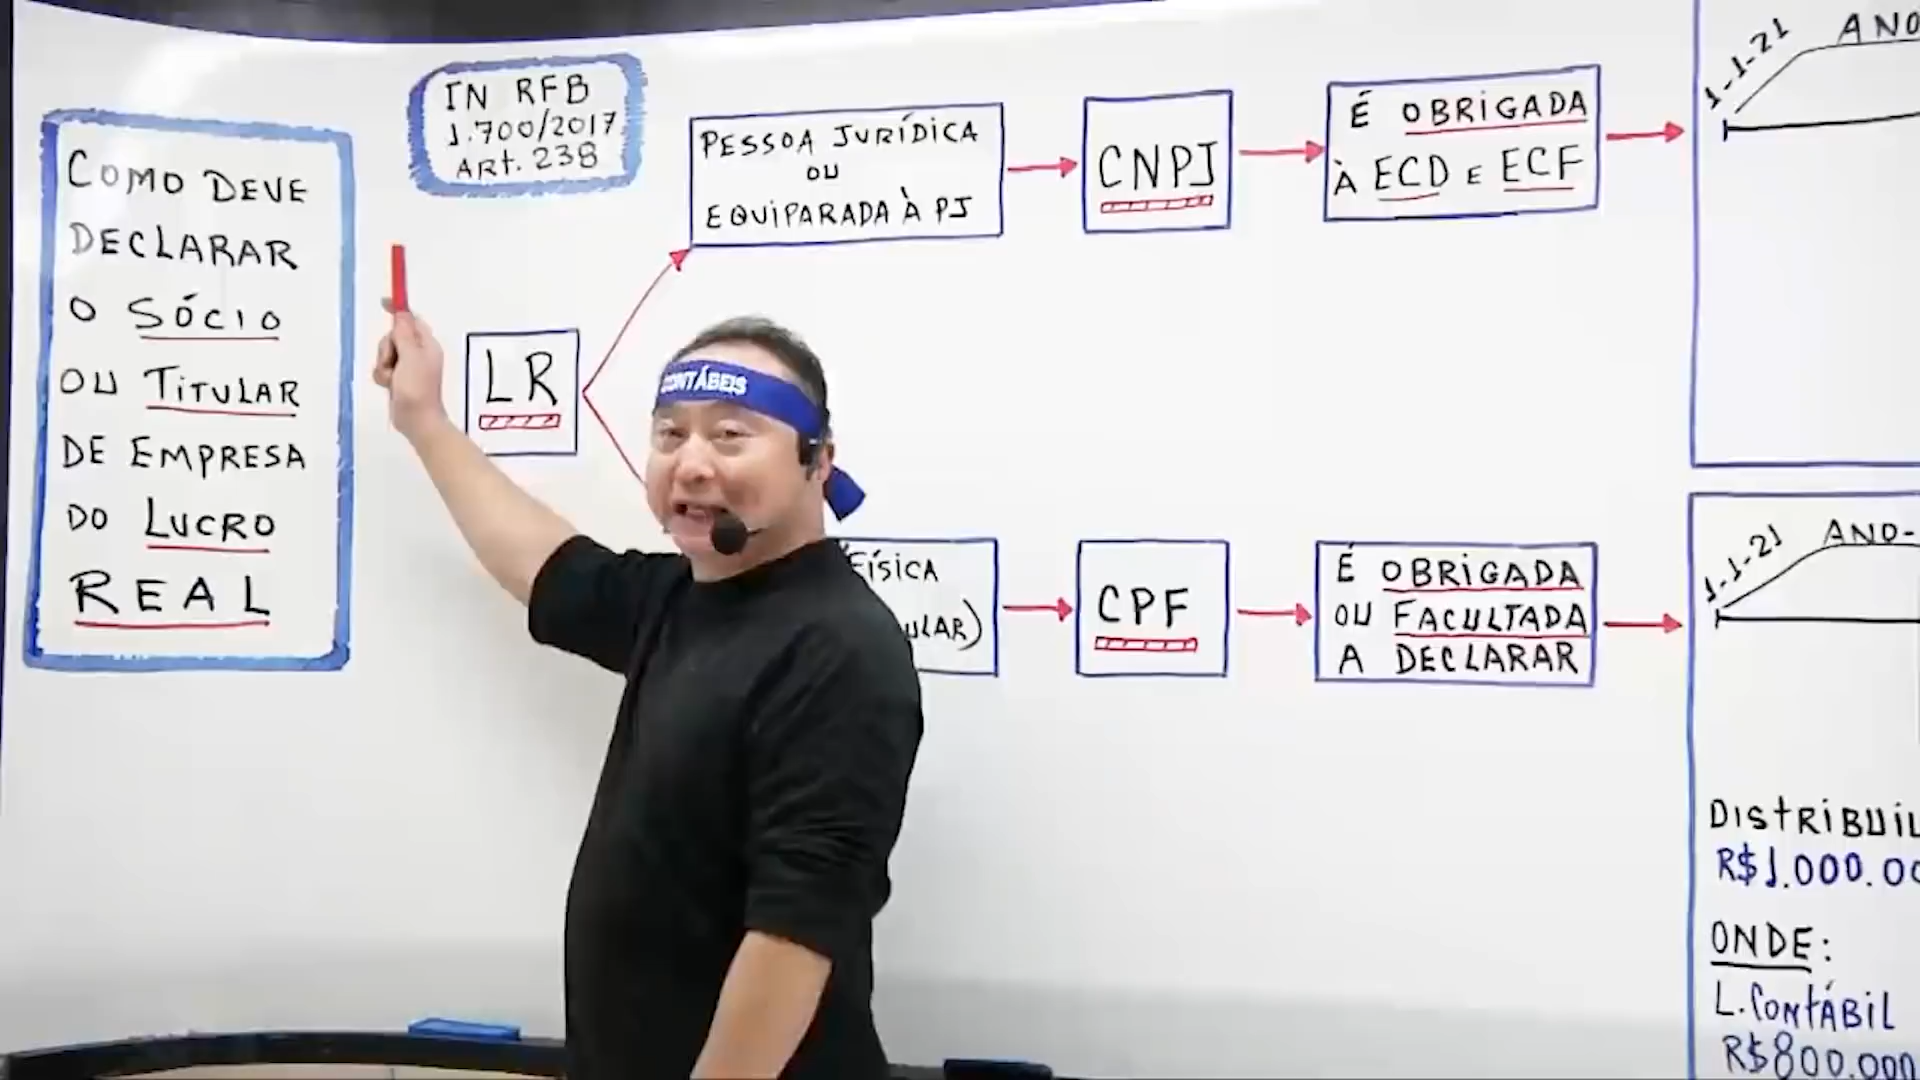 COMO DEVE
DECLARAR
O SÓCIO
OU TITULAR
DE EMPRESA
DO LUCRO
REAL
IN RFB
1.700/2017
ART. 238
LR
PESSOA JURÍDICA
OU
EQUIPARADA À PJ
CNPJ
É OBRIGADA
À ECD E ECF
1-1-21
ANO
CONTÁBEIS
FÍSICA
ULAR)
CPF
É OBRIGADA
OU FACULTADA
A DECLARAR
1-1-21
ANO-
DISTRIBUIU
R$1.000.00
ONDE:
L.CONTÁBIL
R$800.000